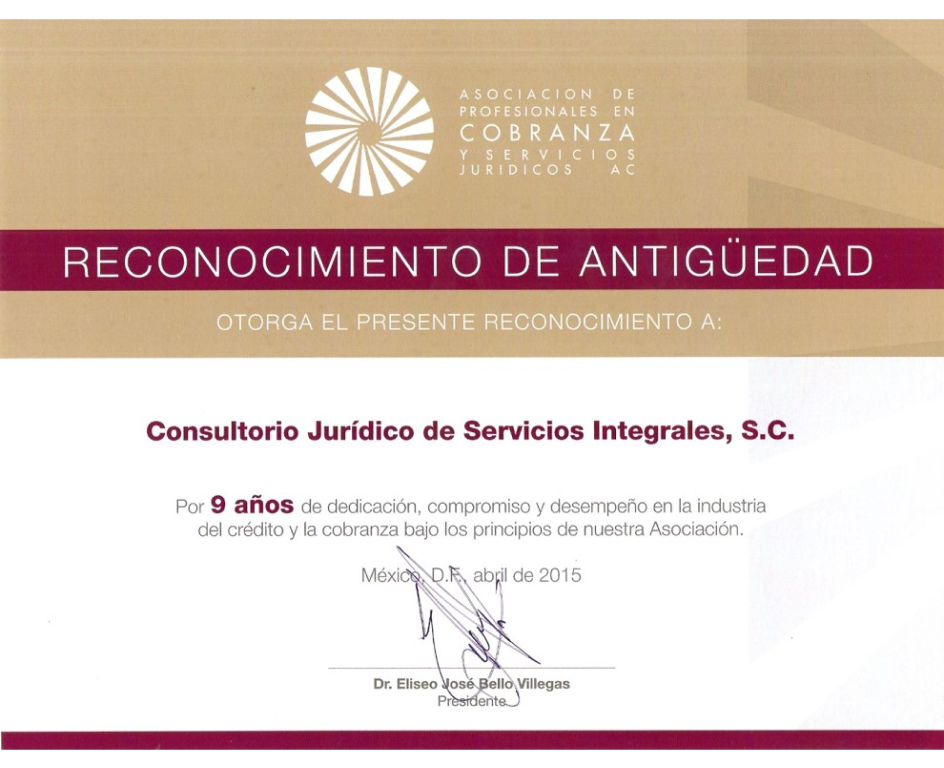 ASOCIACION DE
PROFESIONALES EN
COBRANZA
Y SERVICIOS
JURIDICOS AC
RECONOCIMIENTO DE ANTIGÜEDAD
OTORGA EL PRESENTE RECONOCIMIENTO A:
Consultorio Jurídico de Servicios Integrales, S.C.
Por 9 años de dedicación, compromiso y desempeño en la industria
del crédito y la cobranza bajo los principios de nuestra Asociación.
México, D.F., abril de 2015
Dr. Eliseo José Bello Villegas
Presidente